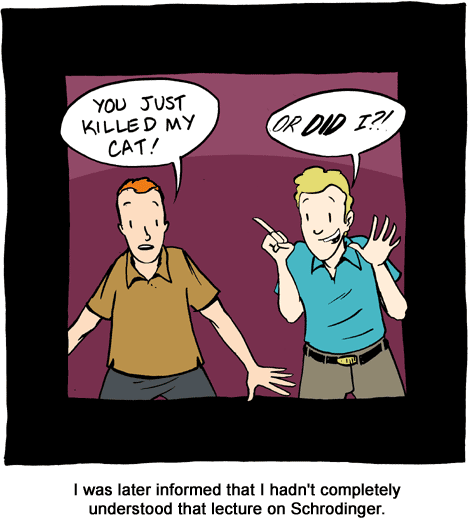 YOU JUST
KILLED MY
CAT!
OR DID I?!
I was later informed that I hadn't completely
understood that lecture on Schrodinger.